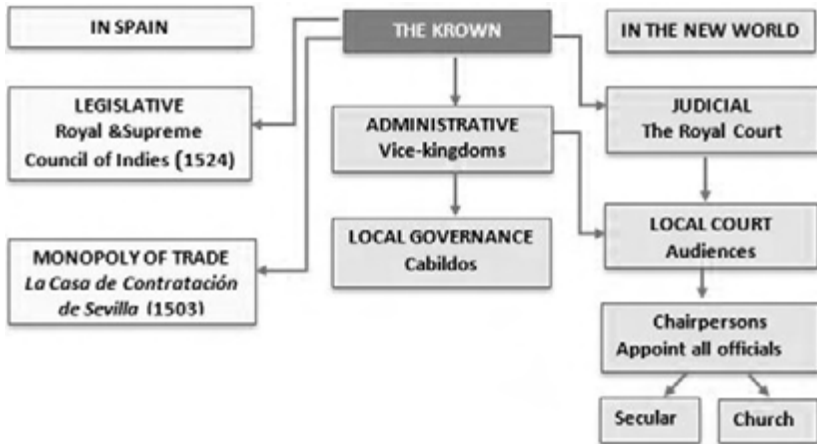 IN SPAIN
THE KROWN
IN THE NEW WORLD
LEGISLATIVE
Royal &Supreme
Council of Indies (1524)
ADMINISTRATIVE
Vice-kingdoms
JUDICIAL
The Royal Court
MONOPOLY OF TRADE
La Casa de Contratación
de Sevilla (1503)
LOCAL GOVERNANCE
Cabildos
LOCAL COURT
Audiences
Chairpersons
Appoint all officials
Secular
Church